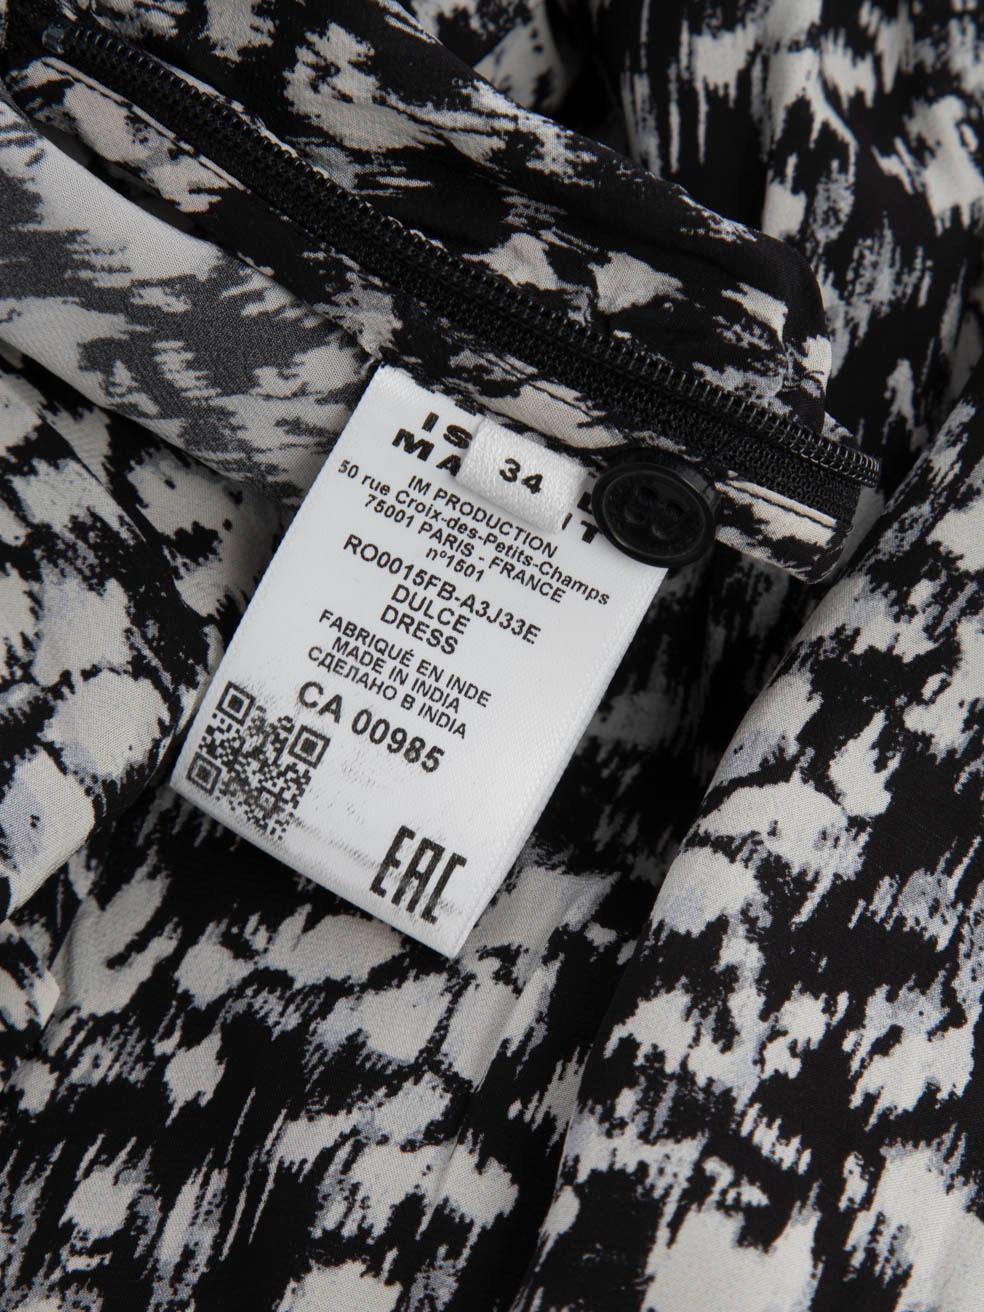 34
IM PRODUCTION
50 rue Croix-des-Petits-Champs
75001 PARIS - FRANCE
n°1501
RO0015FB-A3J33E
DULCE
DRESS
FABRIQUÉ EN INDE
MADE IN INDIA
СДЕЛАНО В INDIA
CA 00985
EAC